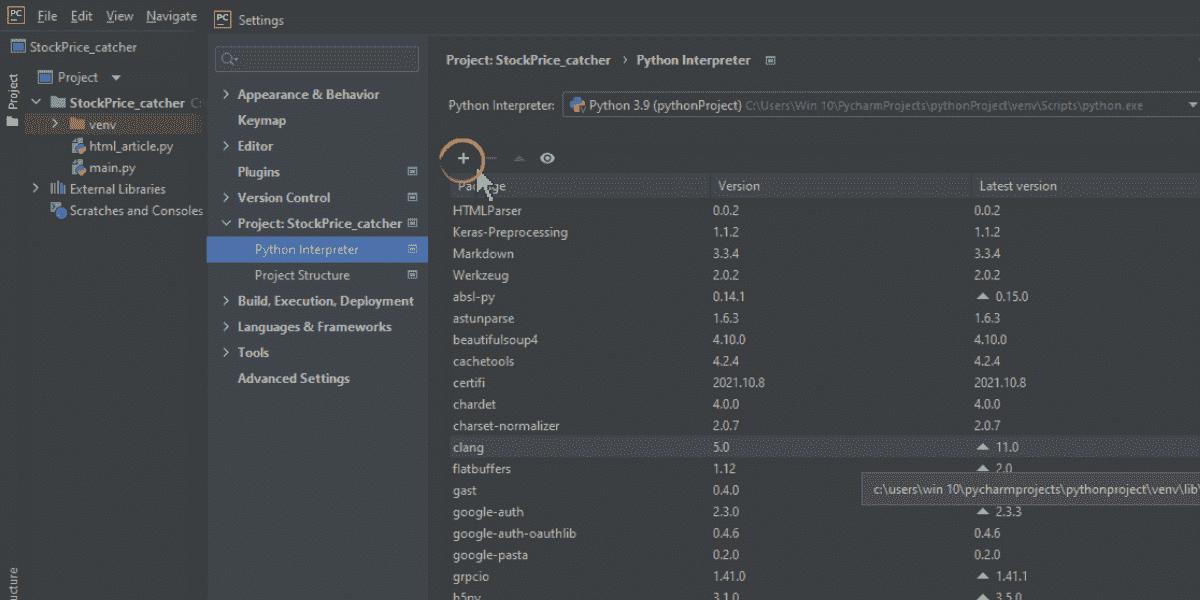 PC File Edit View Navigate
PC Settings
StockPrice_catcher
Project
Project
StockPrice_catcher C:
venv
html_article.py
main.py
External Libraries
Scratches and Consoles
ucture
Appearance & Behavior
Keymap
Editor
Plugins
Version Control
Project: StockPrice_catcher
Python Interpreter
Project Structure
Build, Execution, Deployment
Languages & Frameworks
Tools
Advanced Settings
Project: StockPrice_catcher › Python Interpreter
Python Interpreter: Python 3.9 (pythonProject) C:\Users\Win 10\PycharmProjects\pythonProject\venv\Scripts\python.exe
Package Version Latest version
HTMLParser 0.0.2 0.0.2
Keras-Preprocessing 1.1.2 1.1.2
Markdown 3.3.4 3.3.4
Werkzeug 2.0.2 2.0.2
absl-py 0.14.1 0.15.0
astunparse 1.6.3 1.6.3
beautifulsoup4 4.10.0 4.10.0
cachetools 4.2.4 4.2.4
certifi 2021.10.8 2021.10.8
chardet 4.0.0 4.0.0
charset-normalizer 2.0.7 2.0.7
clang 5.0 11.0
flatbuffers 1.12 2.0
gast 0.4.0
c:\users\win 10\pycharmprojects\pythonproject\venv\lib\
google-auth 2.3.0 2.3.3
google-auth-oauthlib 0.4.6 0.4.6
google-pasta 0.2.0 0.2.0
grpcio 1.41.0 1.41.1
h5py 3.1.0 3.5.0